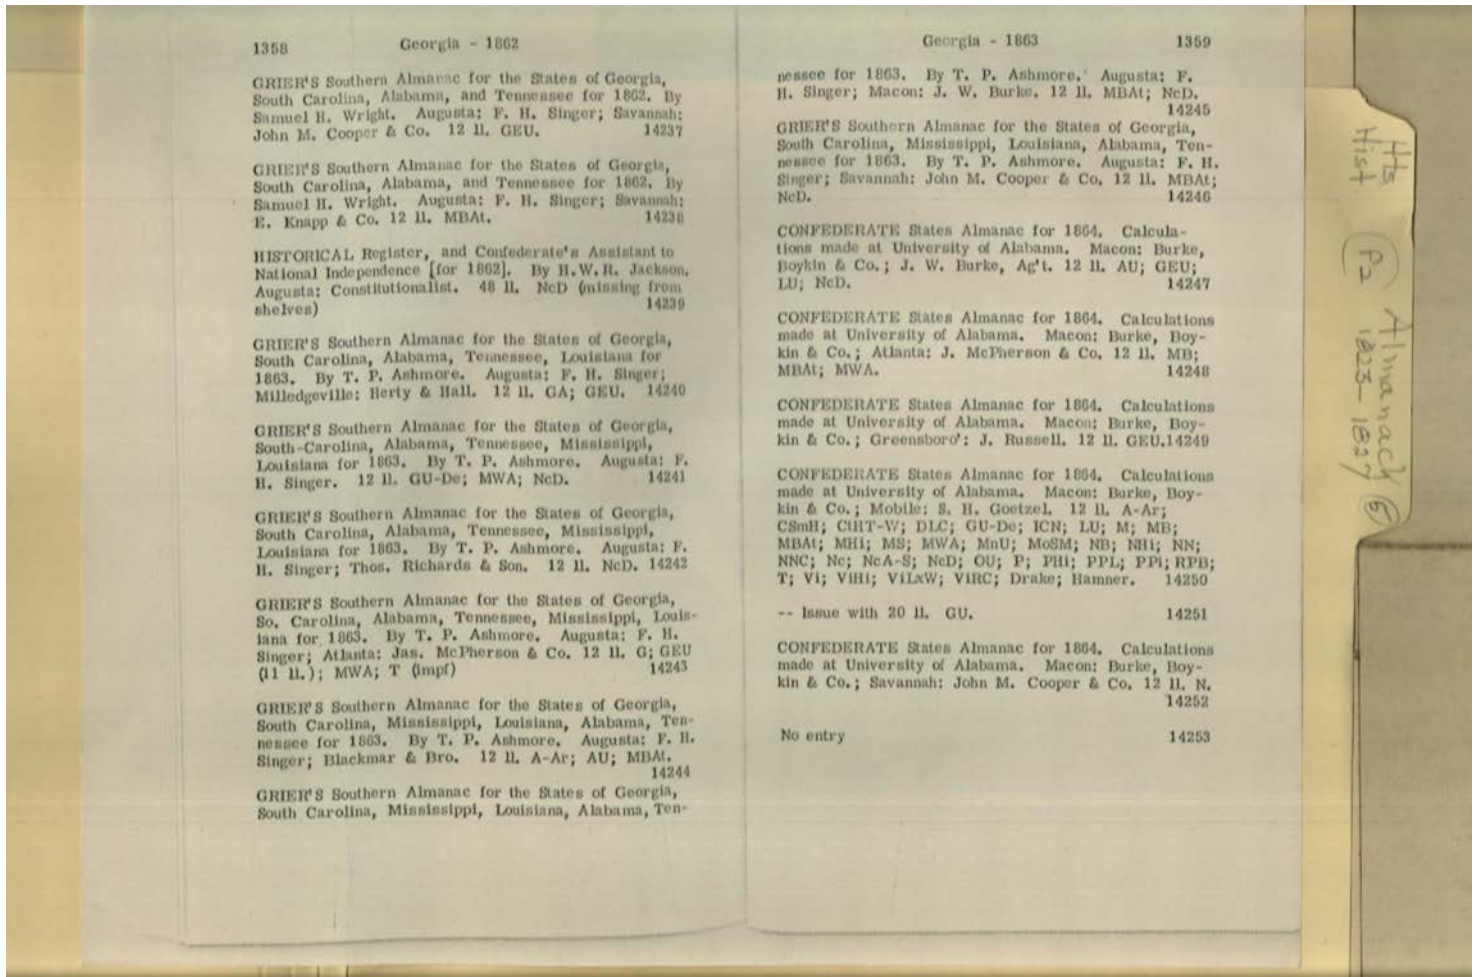 1358 Georgia - 1862
GRIER'S Southern Almanac for the States of Georgia,
South Carolina, Alabama, and Tennessee for 1862. By
Samuel H. Wright. Augusta: F. H. Singer; Savannah:
John M. Cooper & Co. 12 ll. GEU. 14237
GRIER'S Southern Almanac for the States of Georgia,
South Carolina, Alabama, and Tennessee for 1862. By
Samuel H. Wright. Augusta: F. H. Singer; Savannah:
E. Knapp & Co. 12 ll. MBAt. 14238
HISTORICAL Register, and Confederate's Assistant to
National Independence [for 1862]. By H. W. R. Jackson.
Augusta: Constitutionalist. 48 ll. NcD (missing from
shelves) 14239
GRIER'S Southern Almanac for the States of Georgia,
South Carolina, Alabama, Tennessee, Louisiana for
1863. By T. P. Ashmore. Augusta: F. H. Singer;
Milledgeville: Herty & Hall. 12 ll. GA; GEU. 14240
GRIER'S Southern Almanac for the States of Georgia,
South-Carolina, Alabama, Tennessee, Mississippi,
Louisiana for 1863. By T. P. Ashmore. Augusta: F.
H. Singer. 12 ll. GU-De; MWA; NcD. 14241
GRIER'S Southern Almanac for the States of Georgia,
South Carolina, Alabama, Tennessee, Mississippi,
Louisiana for 1863. By T. P. Ashmore. Augusta: F.
H. Singer; Thos. Richards & Son. 12 ll. NcD. 14242
GRIER'S Southern Almanac for the States of Georgia,
So. Carolina, Alabama, Tennessee, Mississippi, Louis-
iana for 1863. By T. P. Ashmore. Augusta: F. H.
Singer; Atlanta: Jas. McPherson & Co. 12 ll. G; GEU
(11 ll.); MWA; T (impf) 14243
GRIER'S Southern Almanac for the States of Georgia,
South Carolina, Mississippi, Louisiana, Alabama, Ten-
nessee for 1863. By T. P. Ashmore. Augusta: F. H.
Singer; Blackmar & Bro. 12 ll. A-Ar; AU; MBAt.
14244
GRIER'S Southern Almanac for the States of Georgia,
South Carolina, Mississippi, Louisiana, Alabama, Ten-
Georgia - 1863 1359
nessee for 1863. By T. P. Ashmore. Augusta: F.
H. Singer; Macon: J. W. Burke. 12 ll. MBAt; NcD.
14245
GRIER'S Southern Almanac for the States of Georgia,
South Carolina, Mississippi, Louisiana, Alabama, Ten-
nessee for 1863. By T. P. Ashmore. Augusta: F. H.
Singer; Savannah: John M. Cooper & Co. 12 ll. MBAt;
NcD. 14246
CONFEDERATE States Almanac for 1864. Calcula-
tions made at University of Alabama. Macon: Burke,
Boykin & Co.; J. W. Burke, Ag't. 12 ll. AU; GEU;
LU; NcD. 14247
CONFEDERATE States Almanac for 1864. Calculations
made at University of Alabama. Macon: Burke, Boy-
kin & Co.; Atlanta: J. McPherson & Co. 12 ll. MB;
MBAt; MWA. 14248
CONFEDERATE States Almanac for 1864. Calculations
made at University of Alabama. Macon: Burke, Boy-
kin & Co.; Greensboro': J. Russell. 12 ll. GEU. 14249
CONFEDERATE States Almanac for 1864. Calculations
made at University of Alabama. Macon: Burke, Boy-
kin & Co.; Mobile: S. H. Goetzel. 12 ll. A-Ar;
CSmH; CtHT-W; DLC; GU-De; ICN; LU; M; MB;
MBAt; MHi; MS; MWA; MnU; MoSM; NB; NHi; NN;
NNC; Nc; NcA-S; NcD; OU; P; PHi; PPL; PPi; RPB;
T; Vi; ViHi; ViLxW; ViRC; Drake; Hamner. 14250
-- Issue with 20 ll. GU. 14251
CONFEDERATE States Almanac for 1864. Calculations
made at University of Alabama. Macon: Burke, Boy-
kin & Co.; Savannah: John M. Cooper & Co. 12 ll. N.
14252
No entry 14253
Hts Almanack 5
Hist P2 1823-1827